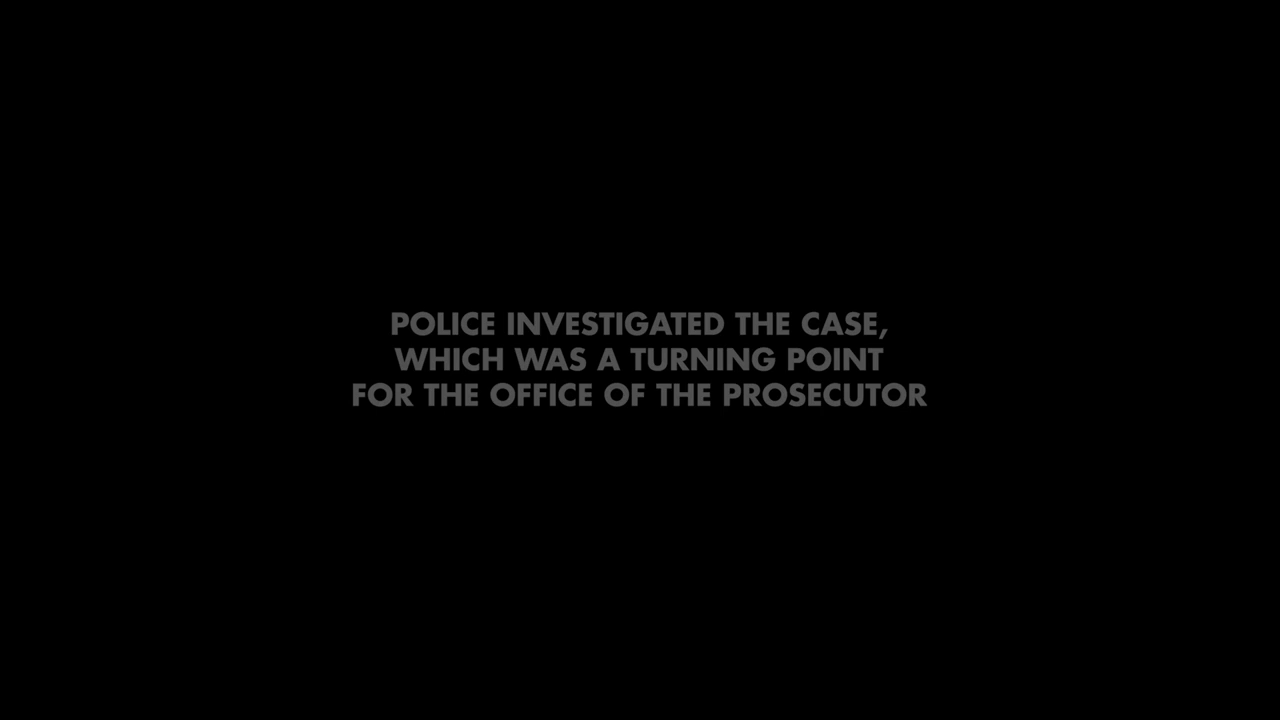 POLICE INVESTIGATED THE CASE,
WHICH WAS A TURNING POINT
FOR THE OFFICE OF THE PROSECUTOR